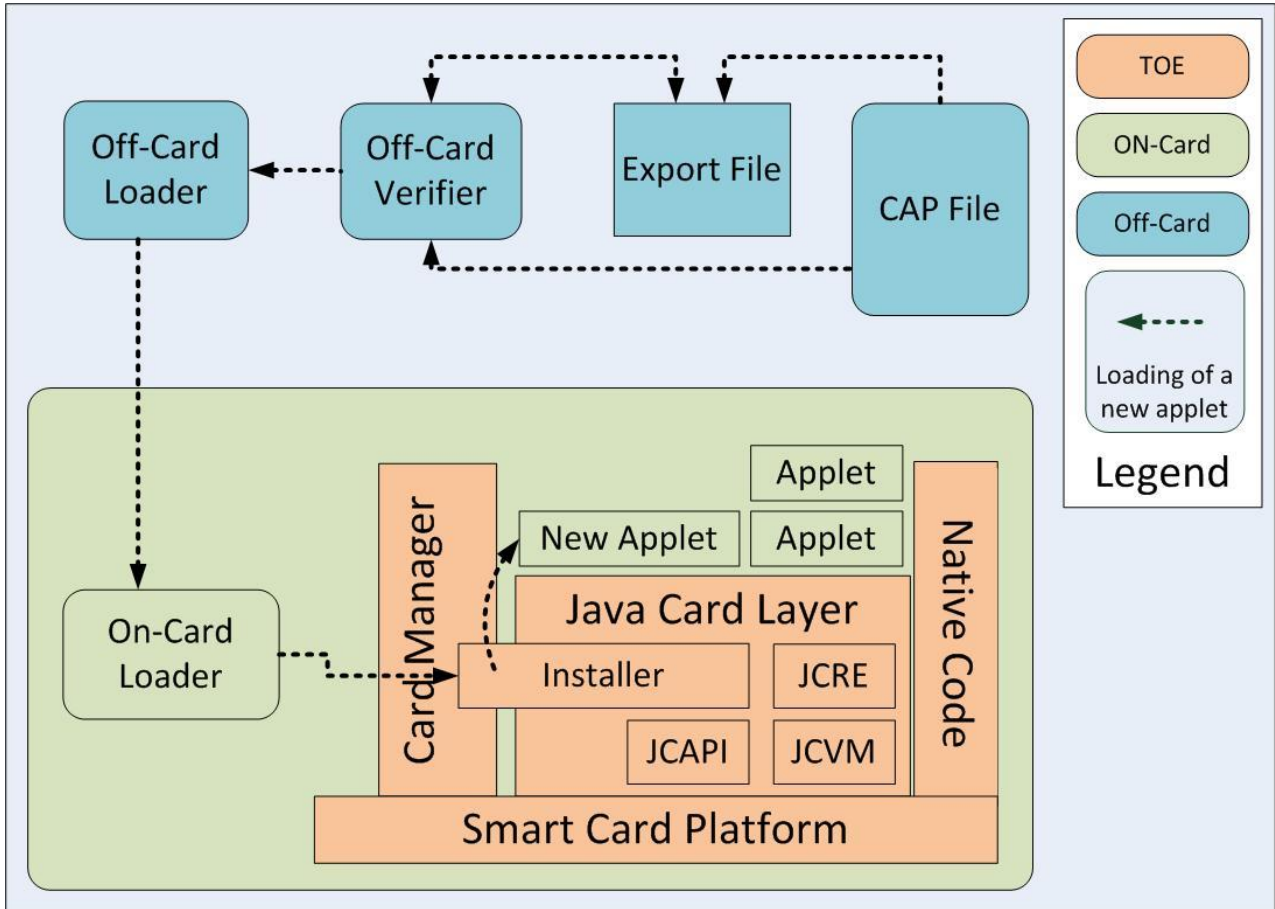 Off-Card
Loader
Off-Card
Verifier
Export File
CAP File
TOE
ON-Card
Off-Card
Loading of a
new applet
Legend
On-Card
Loader
Card Manager
Applet
New Applet
Applet
Java Card Layer
Installer
JCRE
JCAPI
JCVM
Native Code
Smart Card Platform